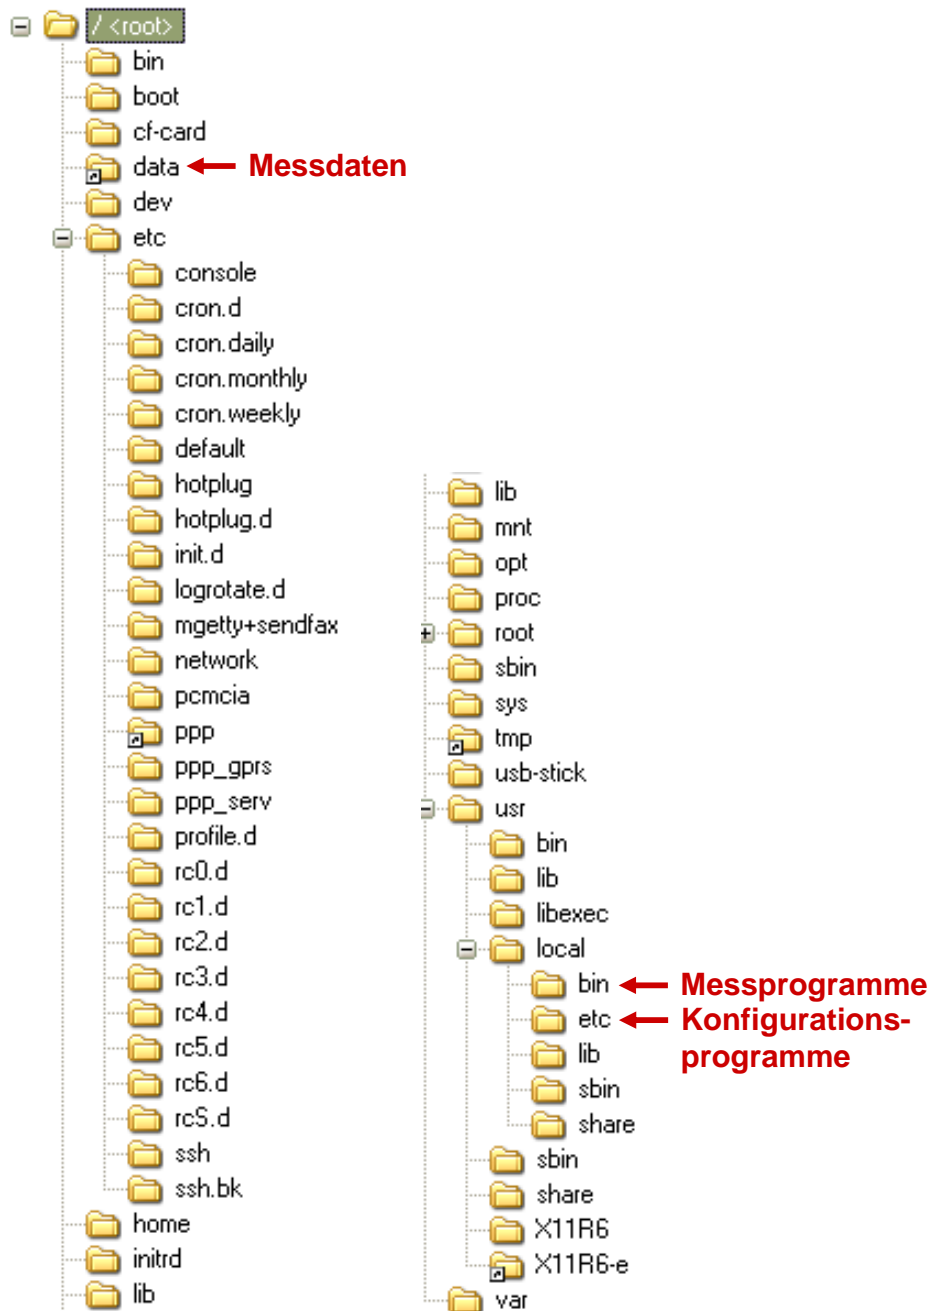 / <root>
bin
boot
cf-card
data Messdaten
dev
etc
console
cron.d
cron.daily
cron.monthly
cron.weekly
default
hotplug
hotplug.d
init.d
logrotate.d
mgetty+sendfax
network
pcmcia
ppp
ppp_gprs
ppp_serv
profile.d
rc0.d
rc1.d
rc2.d
rc3.d
rc4.d
rc5.d
rc6.d
rcS.d
ssh
ssh.bk
home
initrd
lib
lib
mnt
opt
proc
root
sbin
sys
tmp
usb-stick
usr
bin
lib
libexec
local
bin Messprogramme
etc Konfigurations-
programme
lib
sbin
share
sbin
share
X11R6
X11R6-e
var